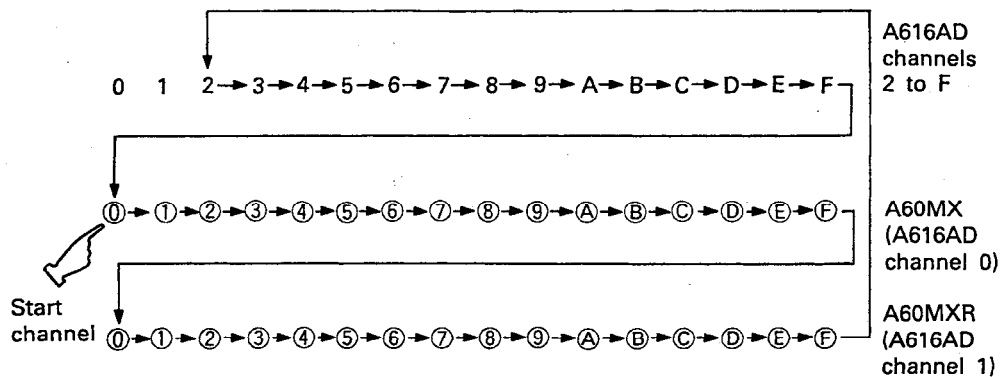 A616AD
channels
2 to F
0 1 2→3→4→5→6→7→8→9→A→B→C→D→E→F
⓪→①→②→③→④→⑤→⑥→⑦→⑧→⑨→Ⓐ→Ⓑ→Ⓒ→Ⓓ→Ⓔ→Ⓕ
A60MX
(A616AD
channel 0)
Start
channel
⓪→①→②→③→④→⑤→⑥→⑦→⑧→⑨→Ⓐ→Ⓑ→Ⓒ→Ⓓ→Ⓔ→Ⓕ
A60MXR
(A616AD
channel 1)